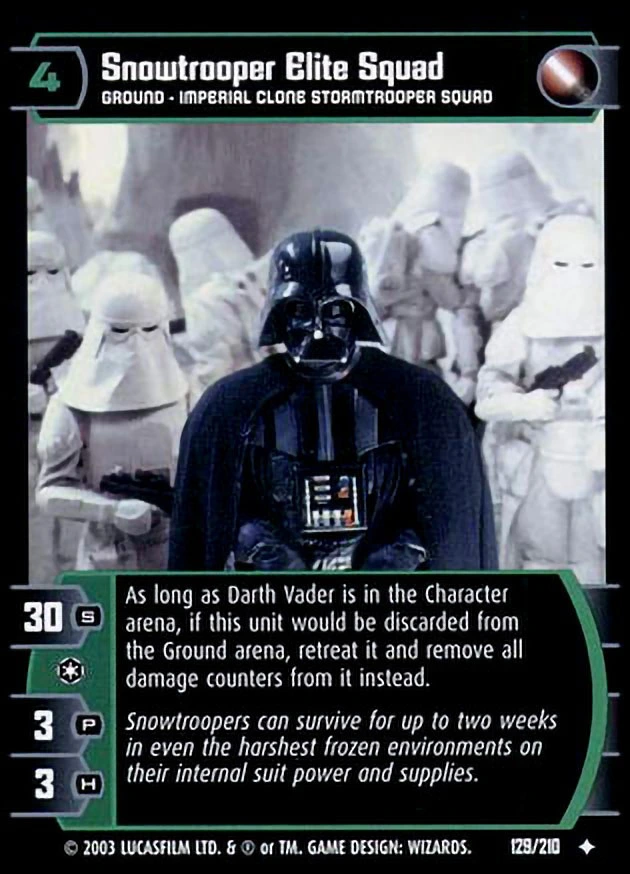 4
Snowtrooper Elite Squad
GROUND - IMPERIAL CLONE STORMTROOPER SQUAD
30 S
As long as Darth Vader is in the Character
arena, if this unit would be discarded from
the Ground arena, retreat it and remove all
damage counters from it instead.
3 P
Snowtroopers can survive for up to two weeks
in even the harshest frozen environments on
their internal suit power and supplies.
3 H
© 2003 LUCASFILM LTD. & ® or TM. GAME DESIGN: WIZARDS.
129/210